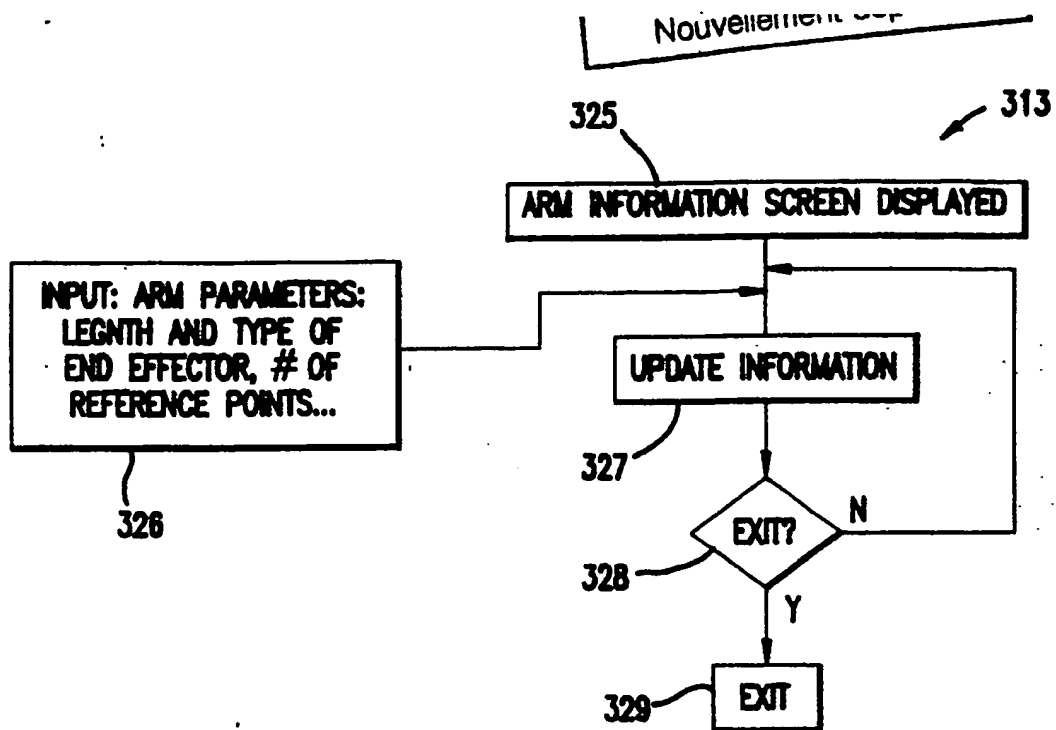 Nouvellement
313
325
ARM INFORMATION SCREEN DISPLAYED
INPUT: ARM PARAMETERS:
LEGNTH AND TYPE OF
END EFFECTOR, # OF
REFERENCE POINTS...
326
UPDATE INFORMATION
327
EXIT?
N
328
Y
EXIT
329